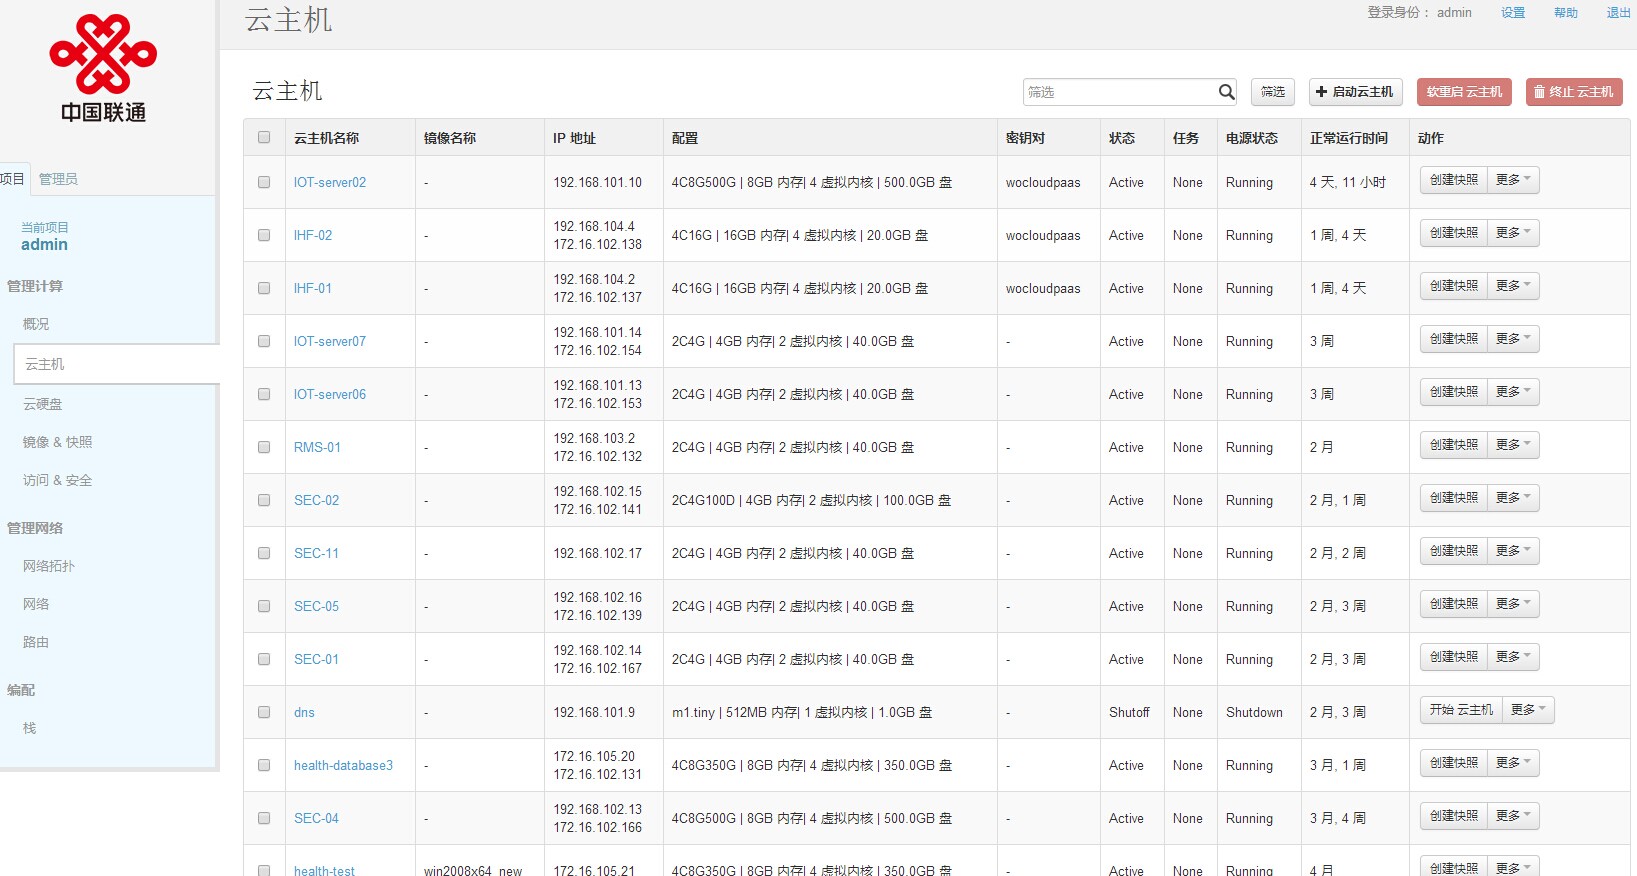 中国联通
项目 管理员
当前项目
admin
管理计算
概况
云主机
云硬盘
镜像 & 快照
访问 & 安全
管理网络
网络拓扑
网络
路由
编配
栈
云主机
登录身份： admin 设置 帮助 退出
云主机
筛选 筛选 启动云主机 软重启 云主机 终止 云主机
云主机名称 镜像名称 IP 地址 配置 密钥对 状态 任务 电源状态 正常运行时间 动作
IOT-server02 - 192.168.101.10 4C8G500G | 8GB 内存| 4 虚拟内核 | 500.0GB 盘 wocloudpaas Active None Running 4 天, 11 小时 创建快照 更多
IHF-02 - 192.168.104.4
172.16.102.138 4C16G | 16GB 内存| 4 虚拟内核 | 20.0GB 盘 wocloudpaas Active None Running 1 周, 4 天 创建快照 更多
IHF-01 - 192.168.104.2
172.16.102.137 4C16G | 16GB 内存| 4 虚拟内核 | 20.0GB 盘 wocloudpaas Active None Running 1 周, 4 天 创建快照 更多
IOT-server07 - 192.168.101.14
172.16.102.154 2C4G | 4GB 内存| 2 虚拟内核 | 40.0GB 盘 - Active None Running 3 周 创建快照 更多
IOT-server06 - 192.168.101.13
172.16.102.153 2C4G | 4GB 内存| 2 虚拟内核 | 40.0GB 盘 - Active None Running 3 周 创建快照 更多
RMS-01 - 192.168.103.2
172.16.102.132 2C4G | 4GB 内存| 2 虚拟内核 | 40.0GB 盘 - Active None Running 2 月 创建快照 更多
SEC-02 - 192.168.102.15
172.16.102.141 2C4G100D | 4GB 内存| 2 虚拟内核 | 100.0GB 盘 - Active None Running 2 月, 1 周 创建快照 更多
SEC-11 - 192.168.102.17 2C4G | 4GB 内存| 2 虚拟内核 | 40.0GB 盘 - Active None Running 2 月, 2 周 创建快照 更多
SEC-05 - 192.168.102.16
172.16.102.139 2C4G | 4GB 内存| 2 虚拟内核 | 40.0GB 盘 - Active None Running 2 月, 3 周 创建快照 更多
SEC-01 - 192.168.102.14
172.16.102.167 2C4G | 4GB 内存| 2 虚拟内核 | 40.0GB 盘 - Active None Running 2 月, 3 周 创建快照 更多
dns - 192.168.101.9 m1.tiny | 512MB 内存| 1 虚拟内核 | 1.0GB 盘 - Shutoff None Shutdown 2 月, 3 周 开始 云主机 更多
health-database3 - 172.16.105.20
172.16.102.131 4C8G350G | 8GB 内存| 4 虚拟内核 | 350.0GB 盘 - Active None Running 3 月, 1 周 创建快照 更多
SEC-04 - 192.168.102.13
172.16.102.166 4C8G500G | 8GB 内存| 4 虚拟内核 | 500.0GB 盘 - Active None Running 3 月, 4 周 创建快照 更多
health-test win2008x64_new 172.16.105.21 4C8G350G | 8GB 内存| 4 虚拟内核 | 350.0GB 盘 - Active None Running 4 月 创建快照 更多